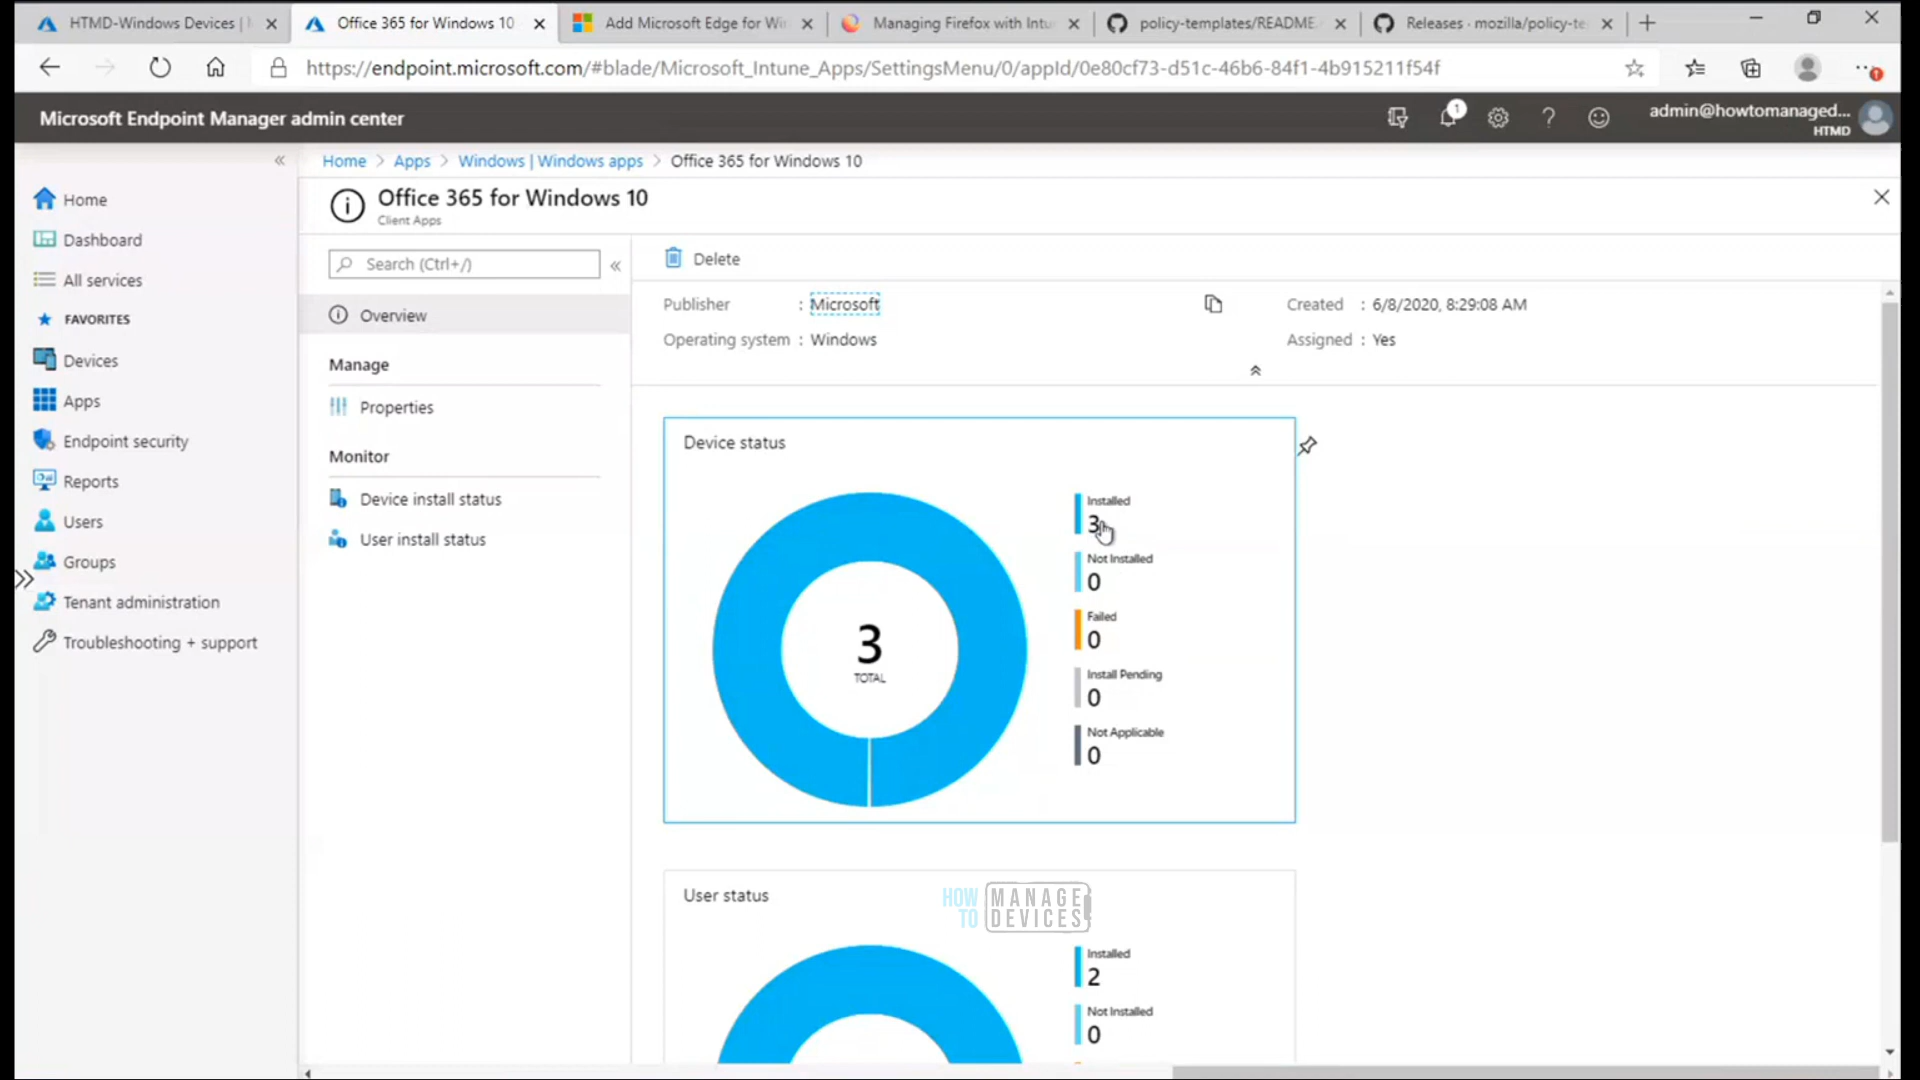 HTMD-Windows Devices |
Office 365 for Windows 10
Add Microsoft Edge for Wi
Managing Firefox with Intu
policy-templates/README.
Releases · mozilla/policy-te
https://endpoint.microsoft.com/#blade/Microsoft_Intune_Apps/SettingsMenu/0/appId/0e80cf73-d51c-46b6-84f1-4b915211f54f
Microsoft Endpoint Manager admin center
1
admin@howtomanaged...
HTMD
Home
Dashboard
All services
FAVORITES
Devices
Apps
Endpoint security
Reports
Users
Groups
Tenant administration
Troubleshooting + support
Home > Apps > Windows | Windows apps > Office 365 for Windows 10
Office 365 for Windows 10
Client Apps
Search (Ctrl+/)
Overview
Manage
Properties
Monitor
Device install status
User install status
Delete
Publisher : Microsoft
Operating system : Windows
Created : 6/8/2020, 8:29:08 AM
Assigned : Yes
Device status
3
TOTAL
Installed
3
Not Installed
0
Failed
0
Install Pending
0
Not Applicable
0
User status
HOW TO MANAGE DEVICES
Installed
2
Not Installed
0